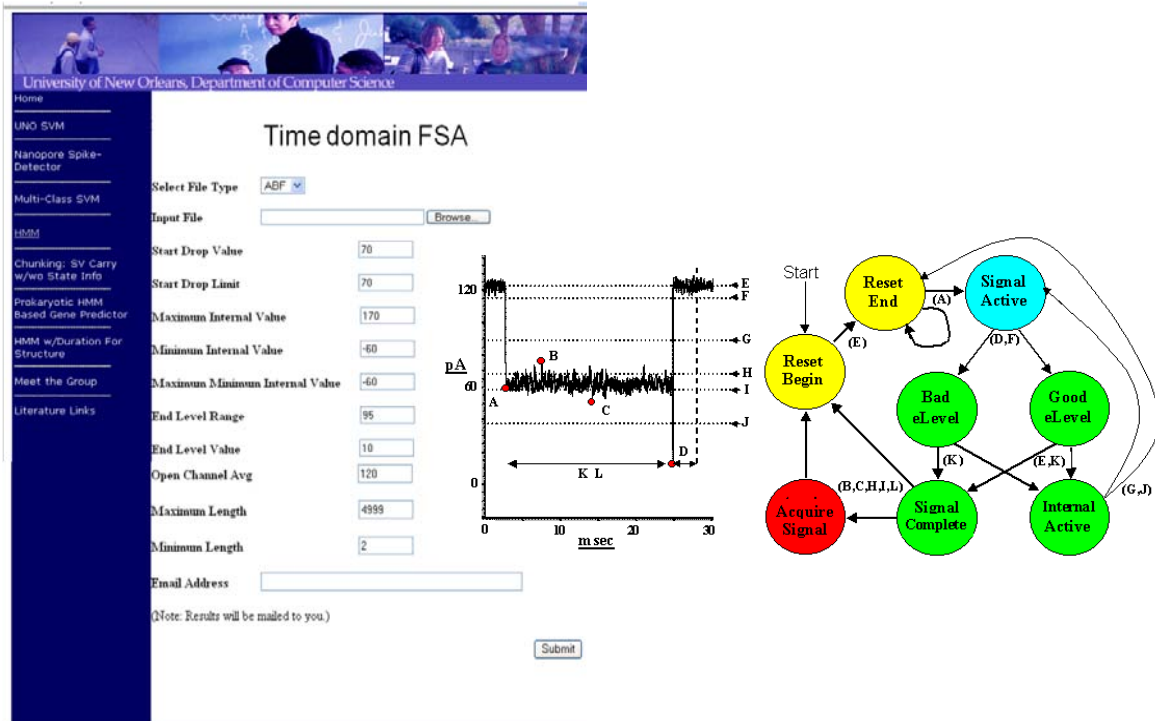 University of New Orleans, Department of Computer Science
Home
UNO SVM
Nanopore Spike-
Detector
Multi-Class SVM
HMM
Chunking: SV Carry
w/wo State Info
Prokaryotic HMM
Based Gene Predictor
HMM w/Duration For
Structure
Meet the Group
Literature Links
Time domain FSA
Select File Type
ABF
Input File
Browse...
Start Drop Value
70
Start Drop Limit
70
Maximum Internal Value
170
Minimum Internal Value
-60
Maximum Minimum Internal Value
-60
End Level Range
95
End Level Value
10
Open Channel Avg
120
Maximum Length
4999
Minimum Length
2
Email Address
(Note: Results will be mailed to you.)
Submit
120
60
0
pA
0
10
20
30
m sec
A
B
C
D
K L
E
F
G
H
I
J
Start
Reset
End
(A)
Signal
Active
(E)
Reset
Begin
(D,F)
Bad
eLevel
Good
eLevel
(K)
(E,K)
(G,J)
(B,C,H,I,L)
Acquire
Signal
Signal
Complete
Internal
Active